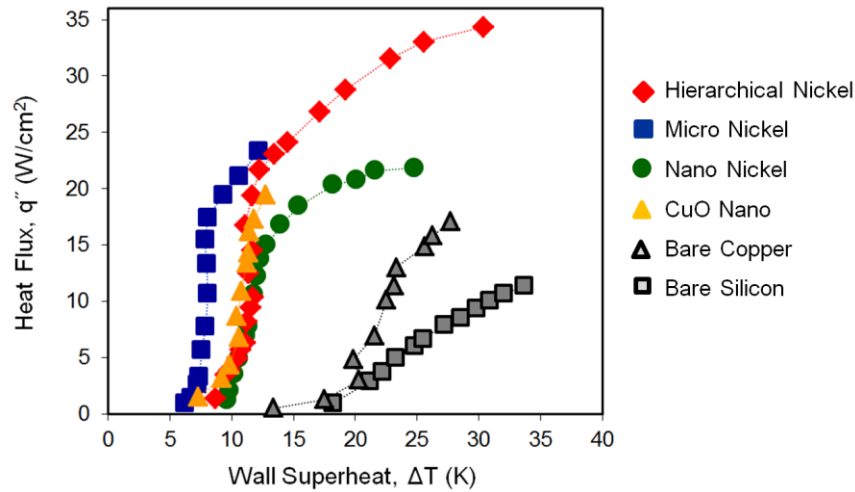 35
30
25
20
15
10
5
0
Heat Flux, q″ (W/cm²)
0 5 10 15 20 25 30 35 40
Wall Superheat, ΔT (K)
Hierarchical Nickel
Micro Nickel
Nano Nickel
CuO Nano
Bare Copper
Bare Silicon